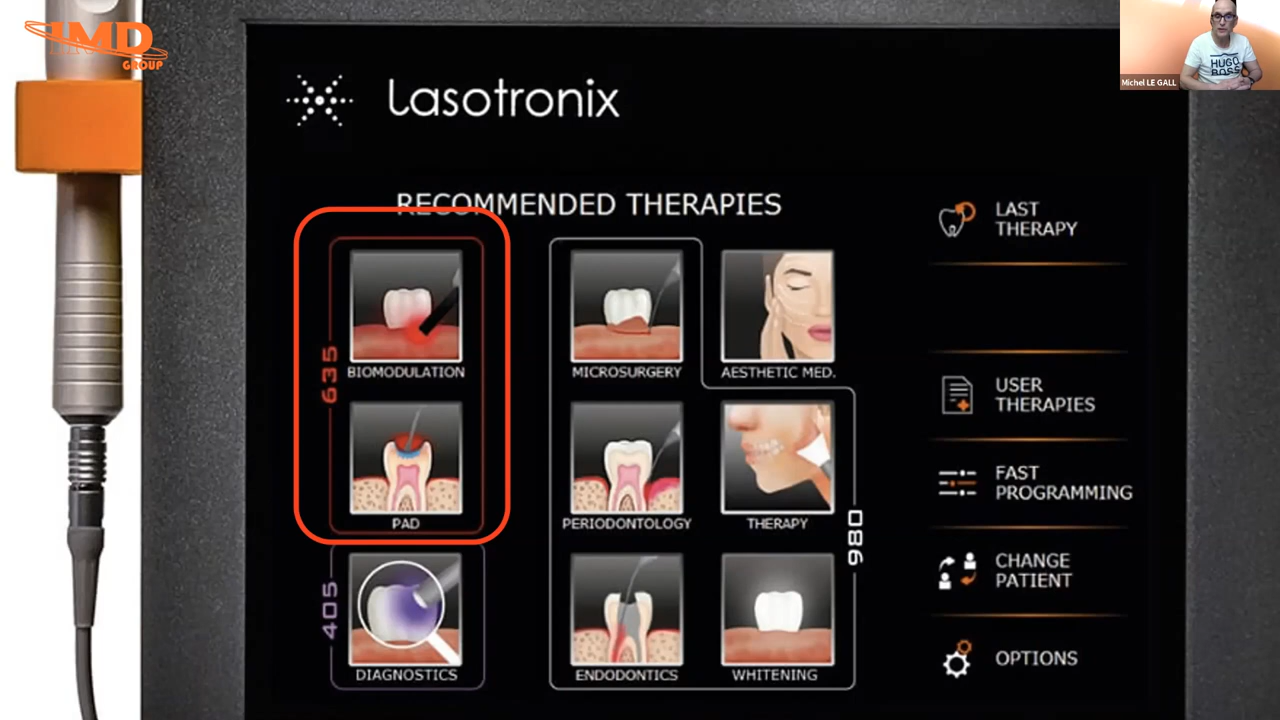 IMD
GROUP
Lasotronix
RECOMMENDED THERAPIES
635
BIOMODULATION
PAD
405
DIAGNOSTICS
MICROSURGERY
AESTHETIC MED.
PERIODONTOLOGY
THERAPY
980
ENDODONTICS
WHITENING
LAST
THERAPY
USER
THERAPIES
FAST
PROGRAMMING
CHANGE
PATIENT
OPTIONS
HUGO
BOSS
Michel LE GALL